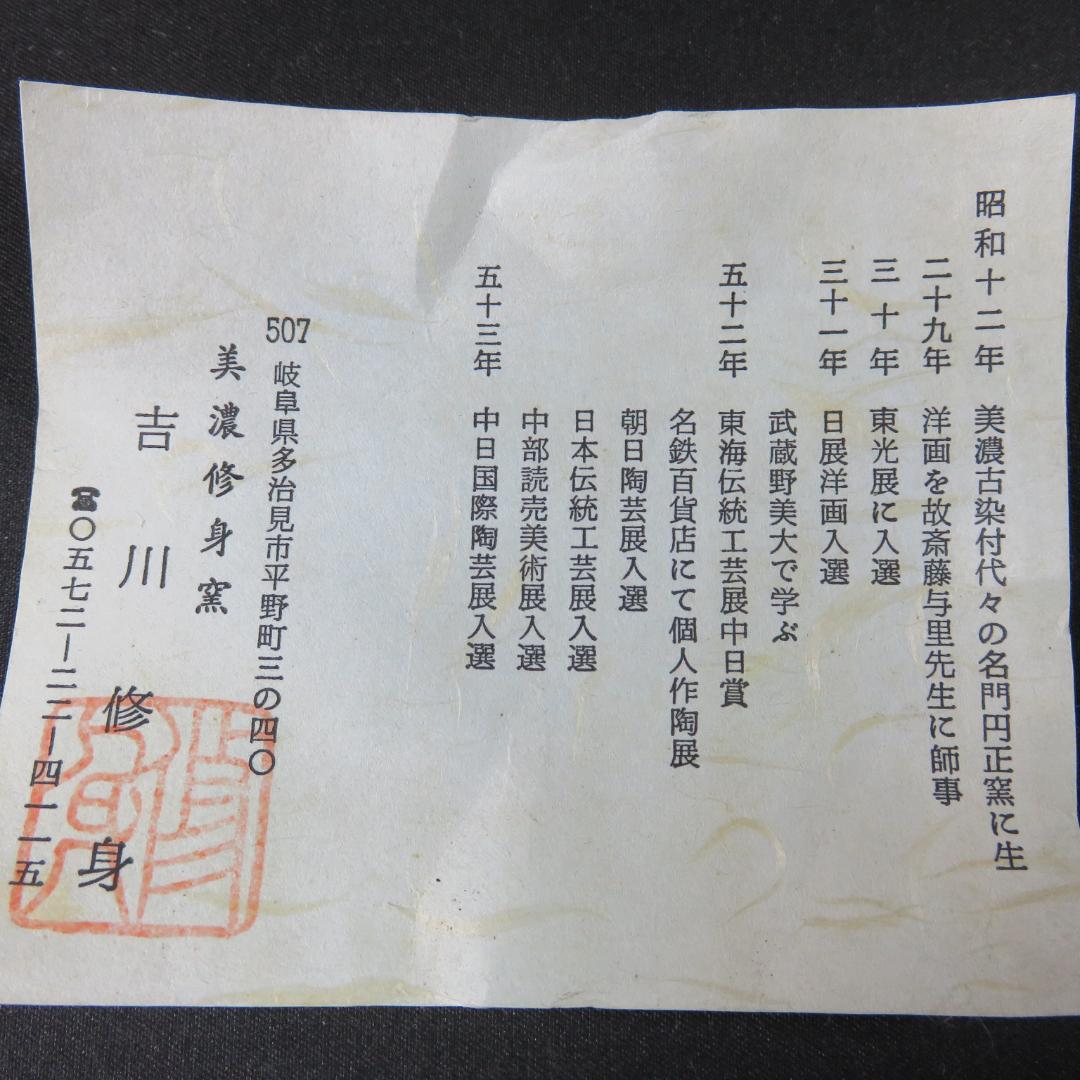 昭和十二年 美濃古染付代々の名門円正窯に生
二十九年 洋画を故斎藤与里先生に師事
三十年 東光展に入選
三十一年 日展洋画入選
武蔵野美大で学ぶ
五十二年 東海伝統工芸展中日賞
名鉄百貨店にて個人作陶展
朝日陶芸展入選
日本伝統工芸展入選
中部読売美術展入選
五十三年 中日国際陶芸展入選
507 岐阜県多治見市平野町三の四〇
美濃修身窯
吉川修身
☎〇五七二ー二二ー四一一五
修身